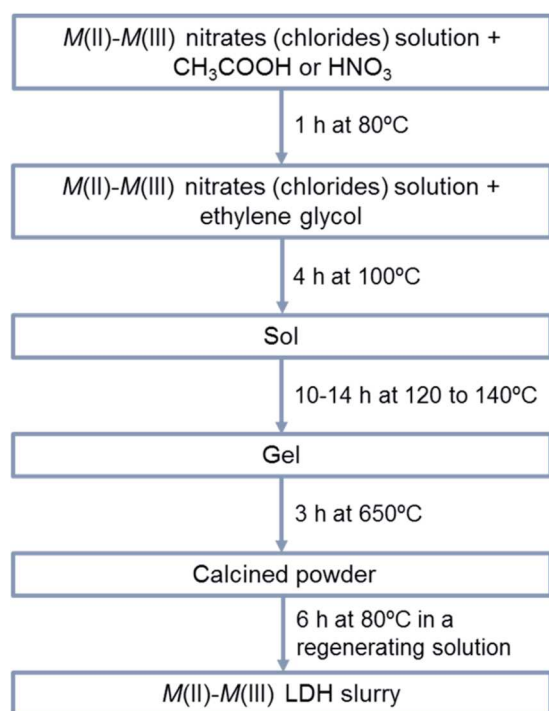 M(II)-M(III) nitrates (chlorides) solution +
CH₃COOH or HNO₃
1 h at 80ºC
M(II)-M(III) nitrates (chlorides) solution +
ethylene glycol
4 h at 100ºC
Sol
10-14 h at 120 to 140ºC
Gel
3 h at 650ºC
Calcined powder
6 h at 80ºC in a
regenerating solution
M(II)-M(III) LDH slurry